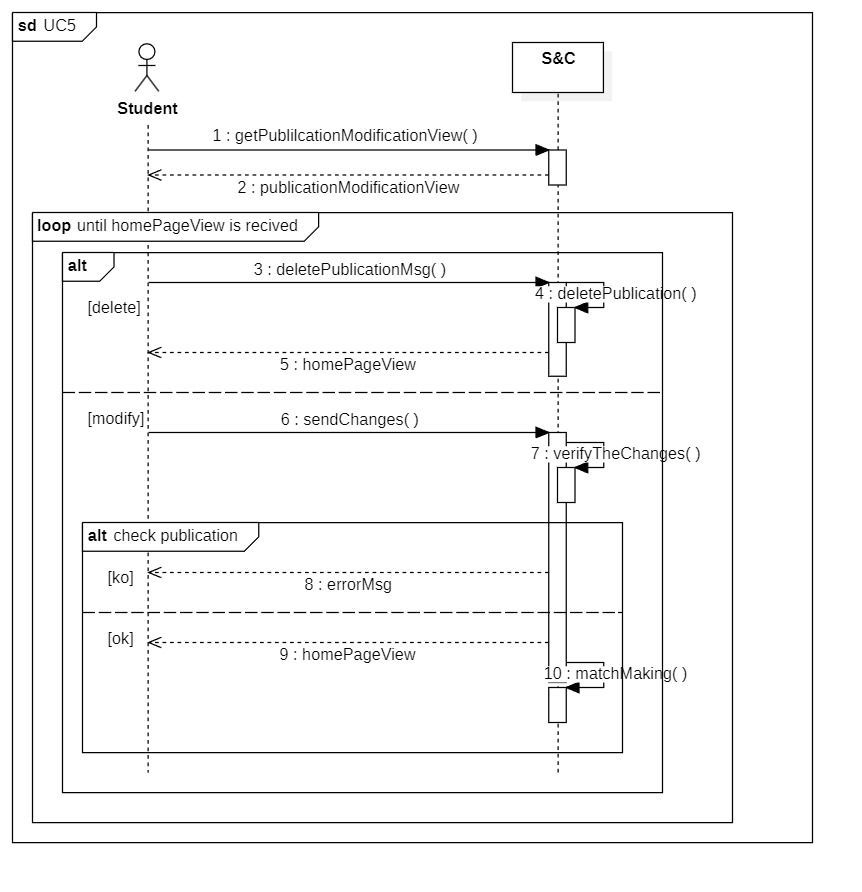 sd UC5
S&C
Student
1 : getPublilcationModificationView( )
2 : publicationModificationView
loop until homePageView is recived
alt
3 : deletePublicationMsg( )
4 : deletePublication( )
[delete]
5 : homePageView
[modify]
6 : sendChanges( )
7 : verifyTheChanges( )
alt check publication
[ko]
8 : errorMsg
[ok]
9 : homePageView
10 : matchMaking( )